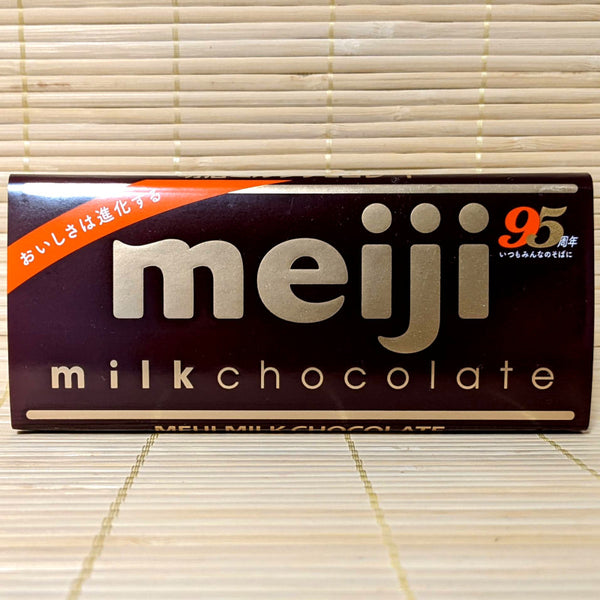 おいしさは進化する
meiji
95周年
いつもみんなのそばに
milk chocolate
MEIJI MILK CHOCOLATE